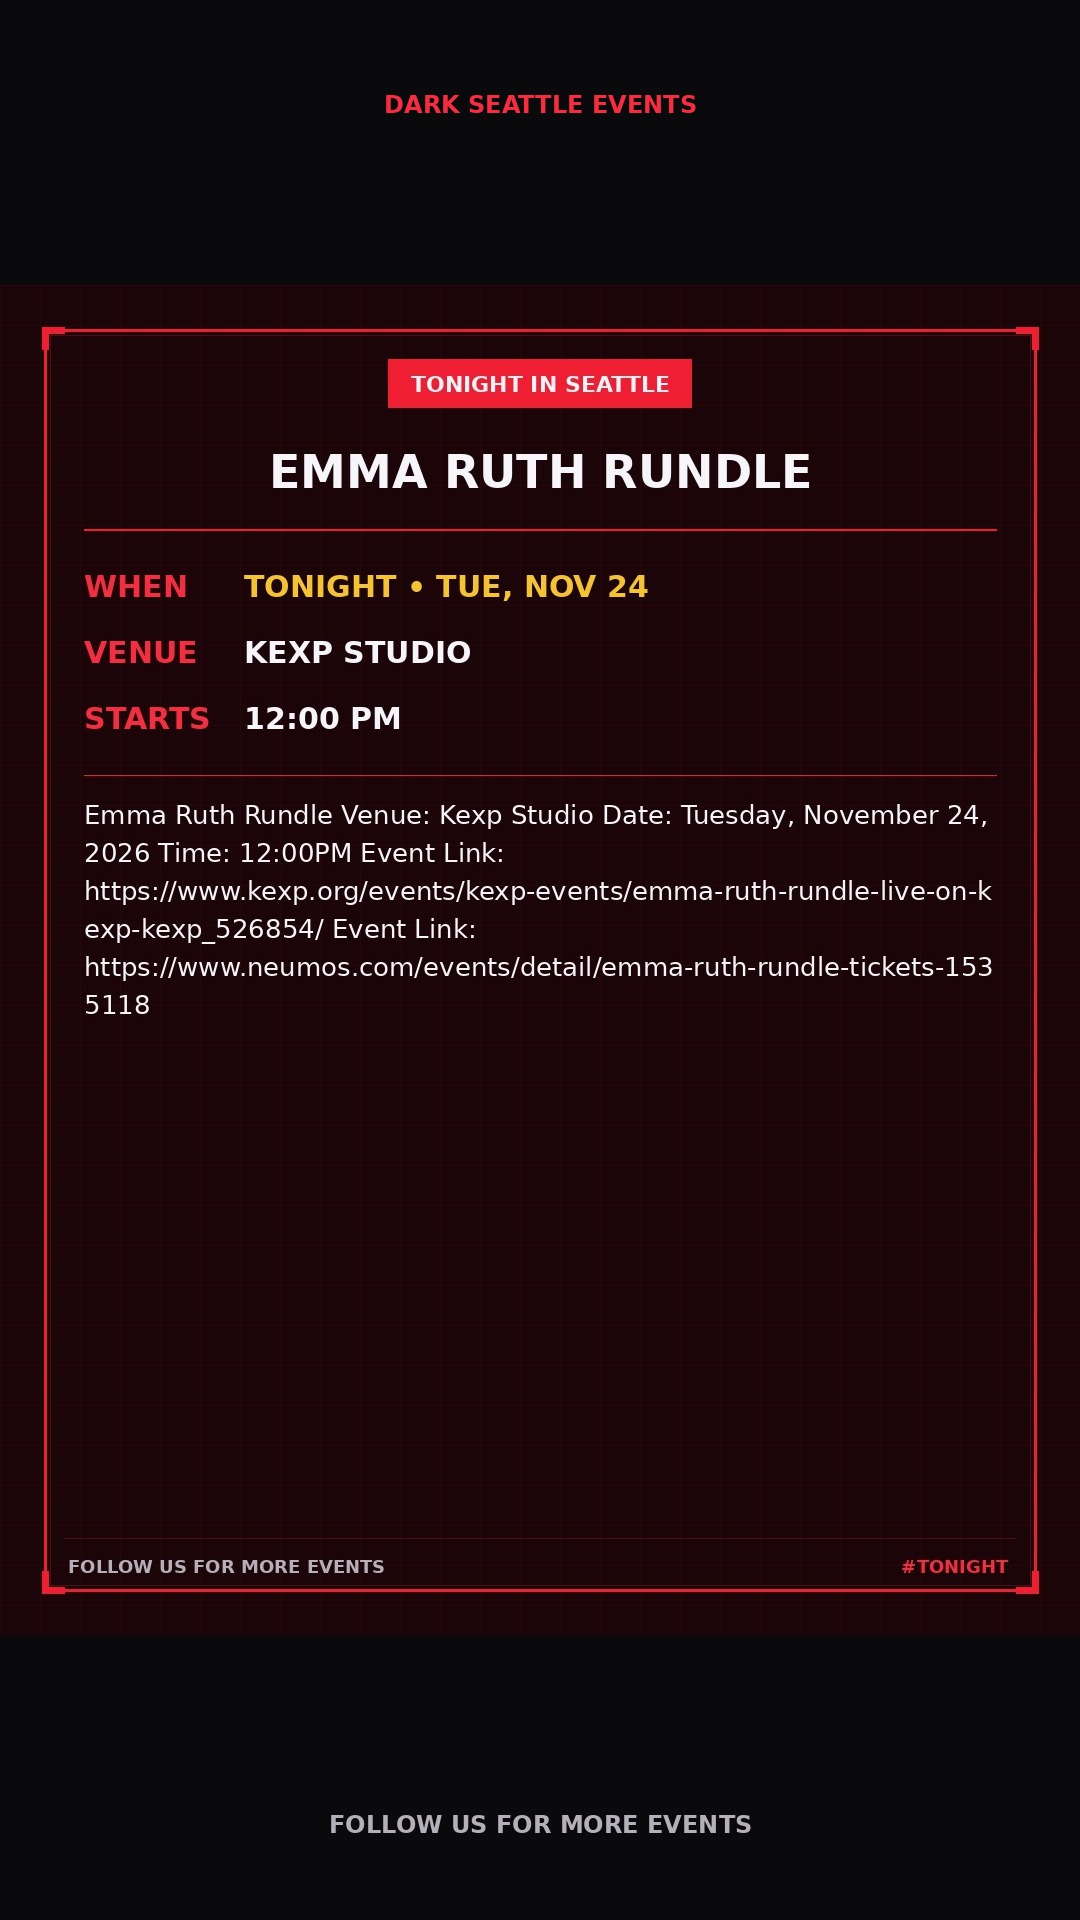 DARK SEATTLE EVENTS
TONIGHT IN SEATTLE
EMMA RUTH RUNDLE
WHEN TONIGHT • TUE, NOV 24
VENUE KEXP STUDIO
STARTS 12:00 PM
Emma Ruth Rundle Venue: Kexp Studio Date: Tuesday, November 24,
2026 Time: 12:00PM Event Link:
https://www.kexp.org/events/kexp-events/emma-ruth-rundle-live-on-k
exp-kexp_526854/ Event Link:
https://www.neumos.com/events/detail/emma-ruth-rundle-tickets-153
5118
FOLLOW US FOR MORE EVENTS #TONIGHT
FOLLOW US FOR MORE EVENTS